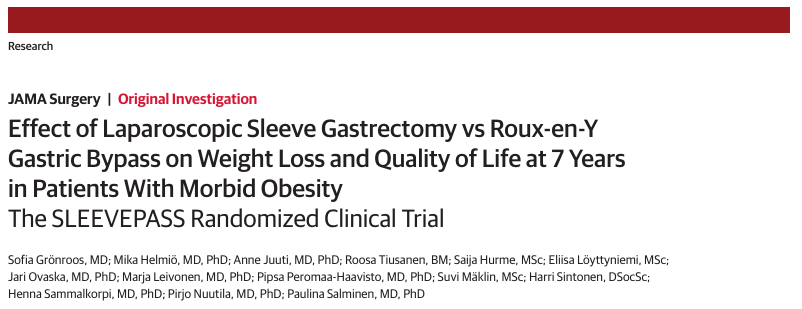 Research
JAMA Surgery | Original Investigation
Effect of Laparoscopic Sleeve Gastrectomy vs Roux-en-Y
Gastric Bypass on Weight Loss and Quality of Life at 7 Years
in Patients With Morbid Obesity
The SLEEVEPASS Randomized Clinical Trial
Sofia Grönroos, MD; Mika Helmiö, MD, PhD; Anne Juuti, MD, PhD; Roosa Tiusanen, BM; Saija Hurme, MSc; Eliisa Löyttyniemi, MSc;
Jari Ovaska, MD, PhD; Marja Leivonen, MD, PhD; Pipsa Peromaa-Haavisto, MD, PhD; Suvi Mäklin, MSc; Harri Sintonen, DSocSc;
Henna Sammalkorpi, MD, PhD; Pirjo Nuutila, MD, PhD; Paulina Salminen, MD, PhD